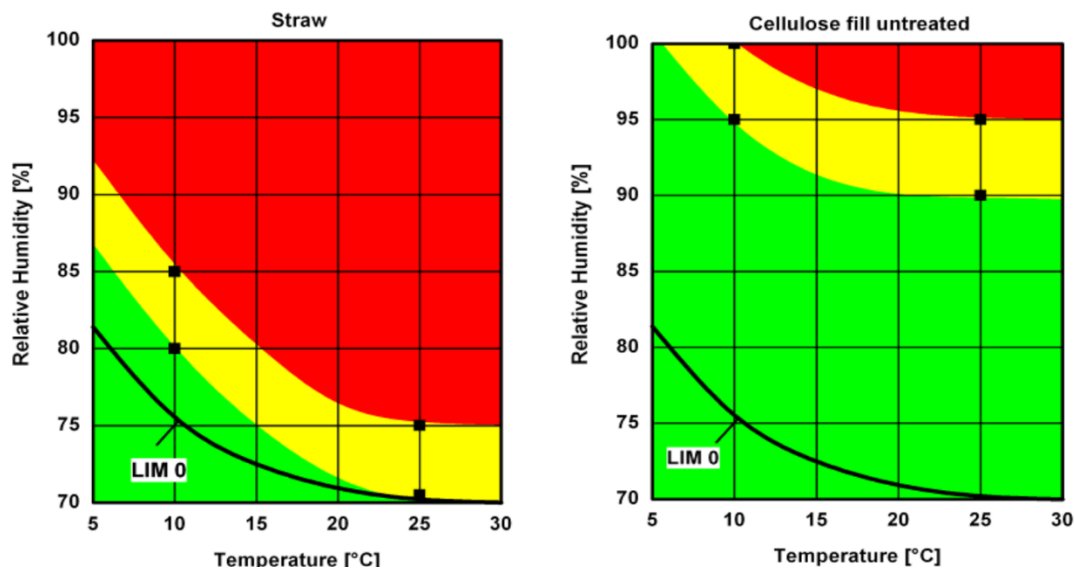 Straw
100
95
90
85
80
75
70
Relative Humidity [%]
LIM 0
5 10 15 20 25 30
Temperature [°C]
Cellulose fill untreated
100
95
90
85
80
75
70
Relative Humidity [%]
LIM 0
5 10 15 20 25 30
Temperature [°C]